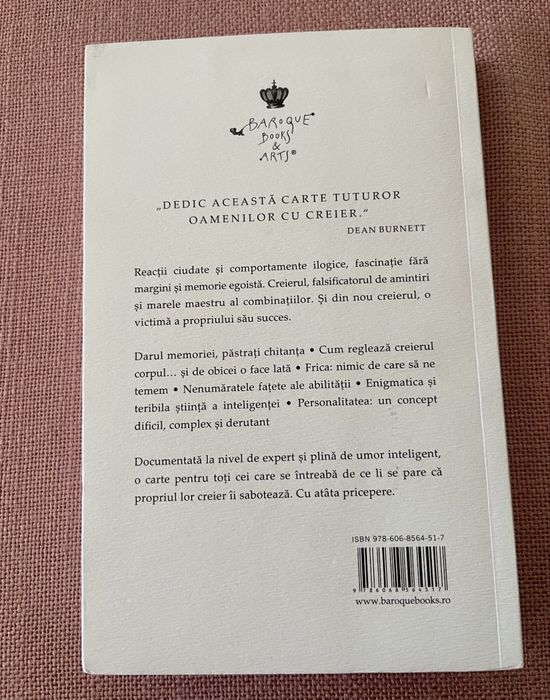 BAROQUE
BOOKS
&
ARTS®
„DEDIC ACEASTĂ CARTE TUTUROR
OAMENILOR CU CREIER.“
DEAN BURNETT
Reacții ciudate și comportamente ilogice, fascinație fără
margini și memorie egoistă. Creierul, falsificatorul de amintiri
și marele maestru al combinațiilor. Și din nou creierul, o
victimă a propriului său succes.
Darul memoriei, păstrați chitanța • Cum reglează creierul
corpul… și de obicei o face lată • Frica: nimic de care să ne
temem • Nenumăratele fațete ale abilității • Enigmatica și
teribila știință a inteligenței • Personalitatea: un concept
dificil, complex și derutant
Documentată la nivel de expert și plină de umor inteligent,
o carte pentru toți cei care se întreabă de ce li se pare că
propriul lor creier îi sabotează. Cu atâta pricepere.
ISBN 978-606-8564-51-7
9 786068 564517
www.baroquebooks.ro